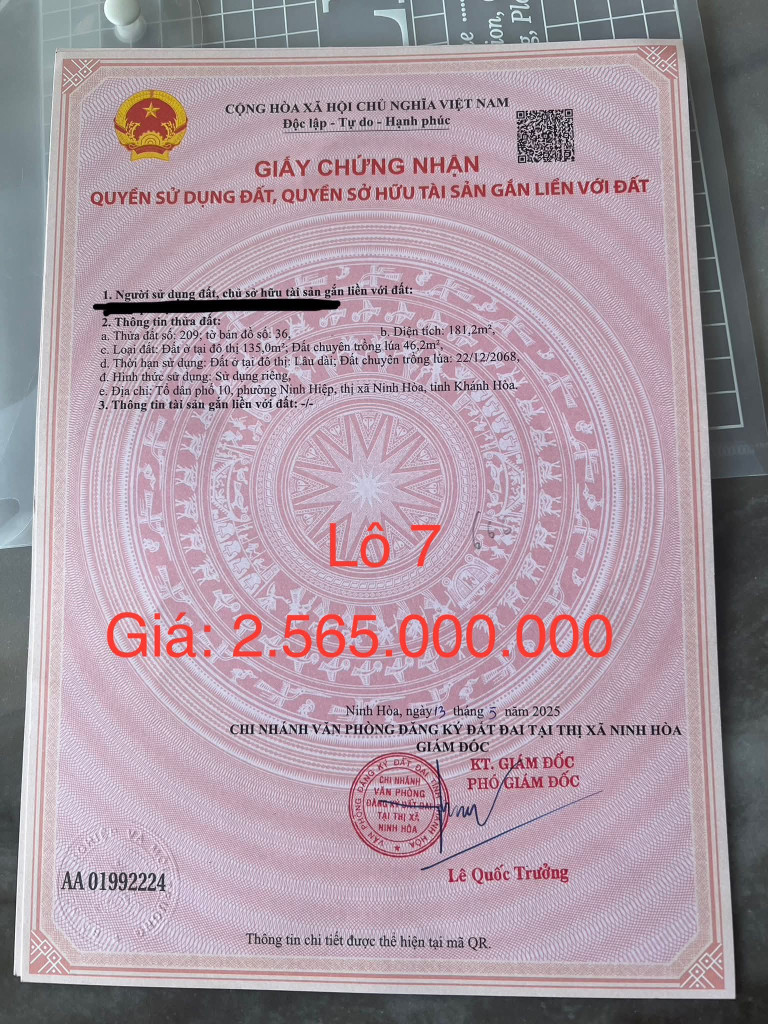 CỘNG HÒA XÃ HỘI CHỦ NGHĨA VIỆT NAM
Độc lập - Tự do - Hạnh phúc
GIẤY CHỨNG NHẬN
QUYỀN SỬ DỤNG ĐẤT, QUYỀN SỞ HỮU TÀI SẢN GẮN LIỀN VỚI ĐẤT
1. Người sử dụng đất, chủ sở hữu tài sản gắn liền với đất:
2. Thông tin thửa đất:
a. Thửa đất số: 209; tờ bản đồ số: 36, b. Diện tích: 181,2m²,
c. Loại đất: Đất ở tại đô thị 135,0m²; Đất chuyên trồng lúa 46,2m²,
d. Thời hạn sử dụng: Đất ở tại đô thị: Lâu dài; Đất chuyên trồng lúa: 22/12/2068,
đ. Hình thức sử dụng: Sử dụng riêng,
e. Địa chỉ: Tổ dân phố 10, phường Ninh Hiệp, thị xã Ninh Hòa, tỉnh Khánh Hòa.
3. Thông tin tài sản gắn liền với đất: -/-
Lô 7
Giá: 2.565.000.000
Ninh Hòa, ngày 13 tháng 5 năm 2025
CHI NHÁNH VĂN PHÒNG ĐĂNG KÝ ĐẤT ĐAI TẠI THỊ XÃ NINH HÒA
GIÁM ĐỐC
KT. GIÁM ĐỐC
PHÓ GIÁM ĐỐC
VĂN PHÒNG ĐĂNG KÝ ĐẤT ĐAI TỈNH KHÁNH HÒA
CHI NHÁNH
VĂN PHÒNG
ĐĂNG KÝ ĐẤT ĐAI
TẠI THỊ XÃ
NINH HÒA
Lê Quốc Trưởng
AA 01992224
Thông tin chi tiết được thể hiện tại mã QR.